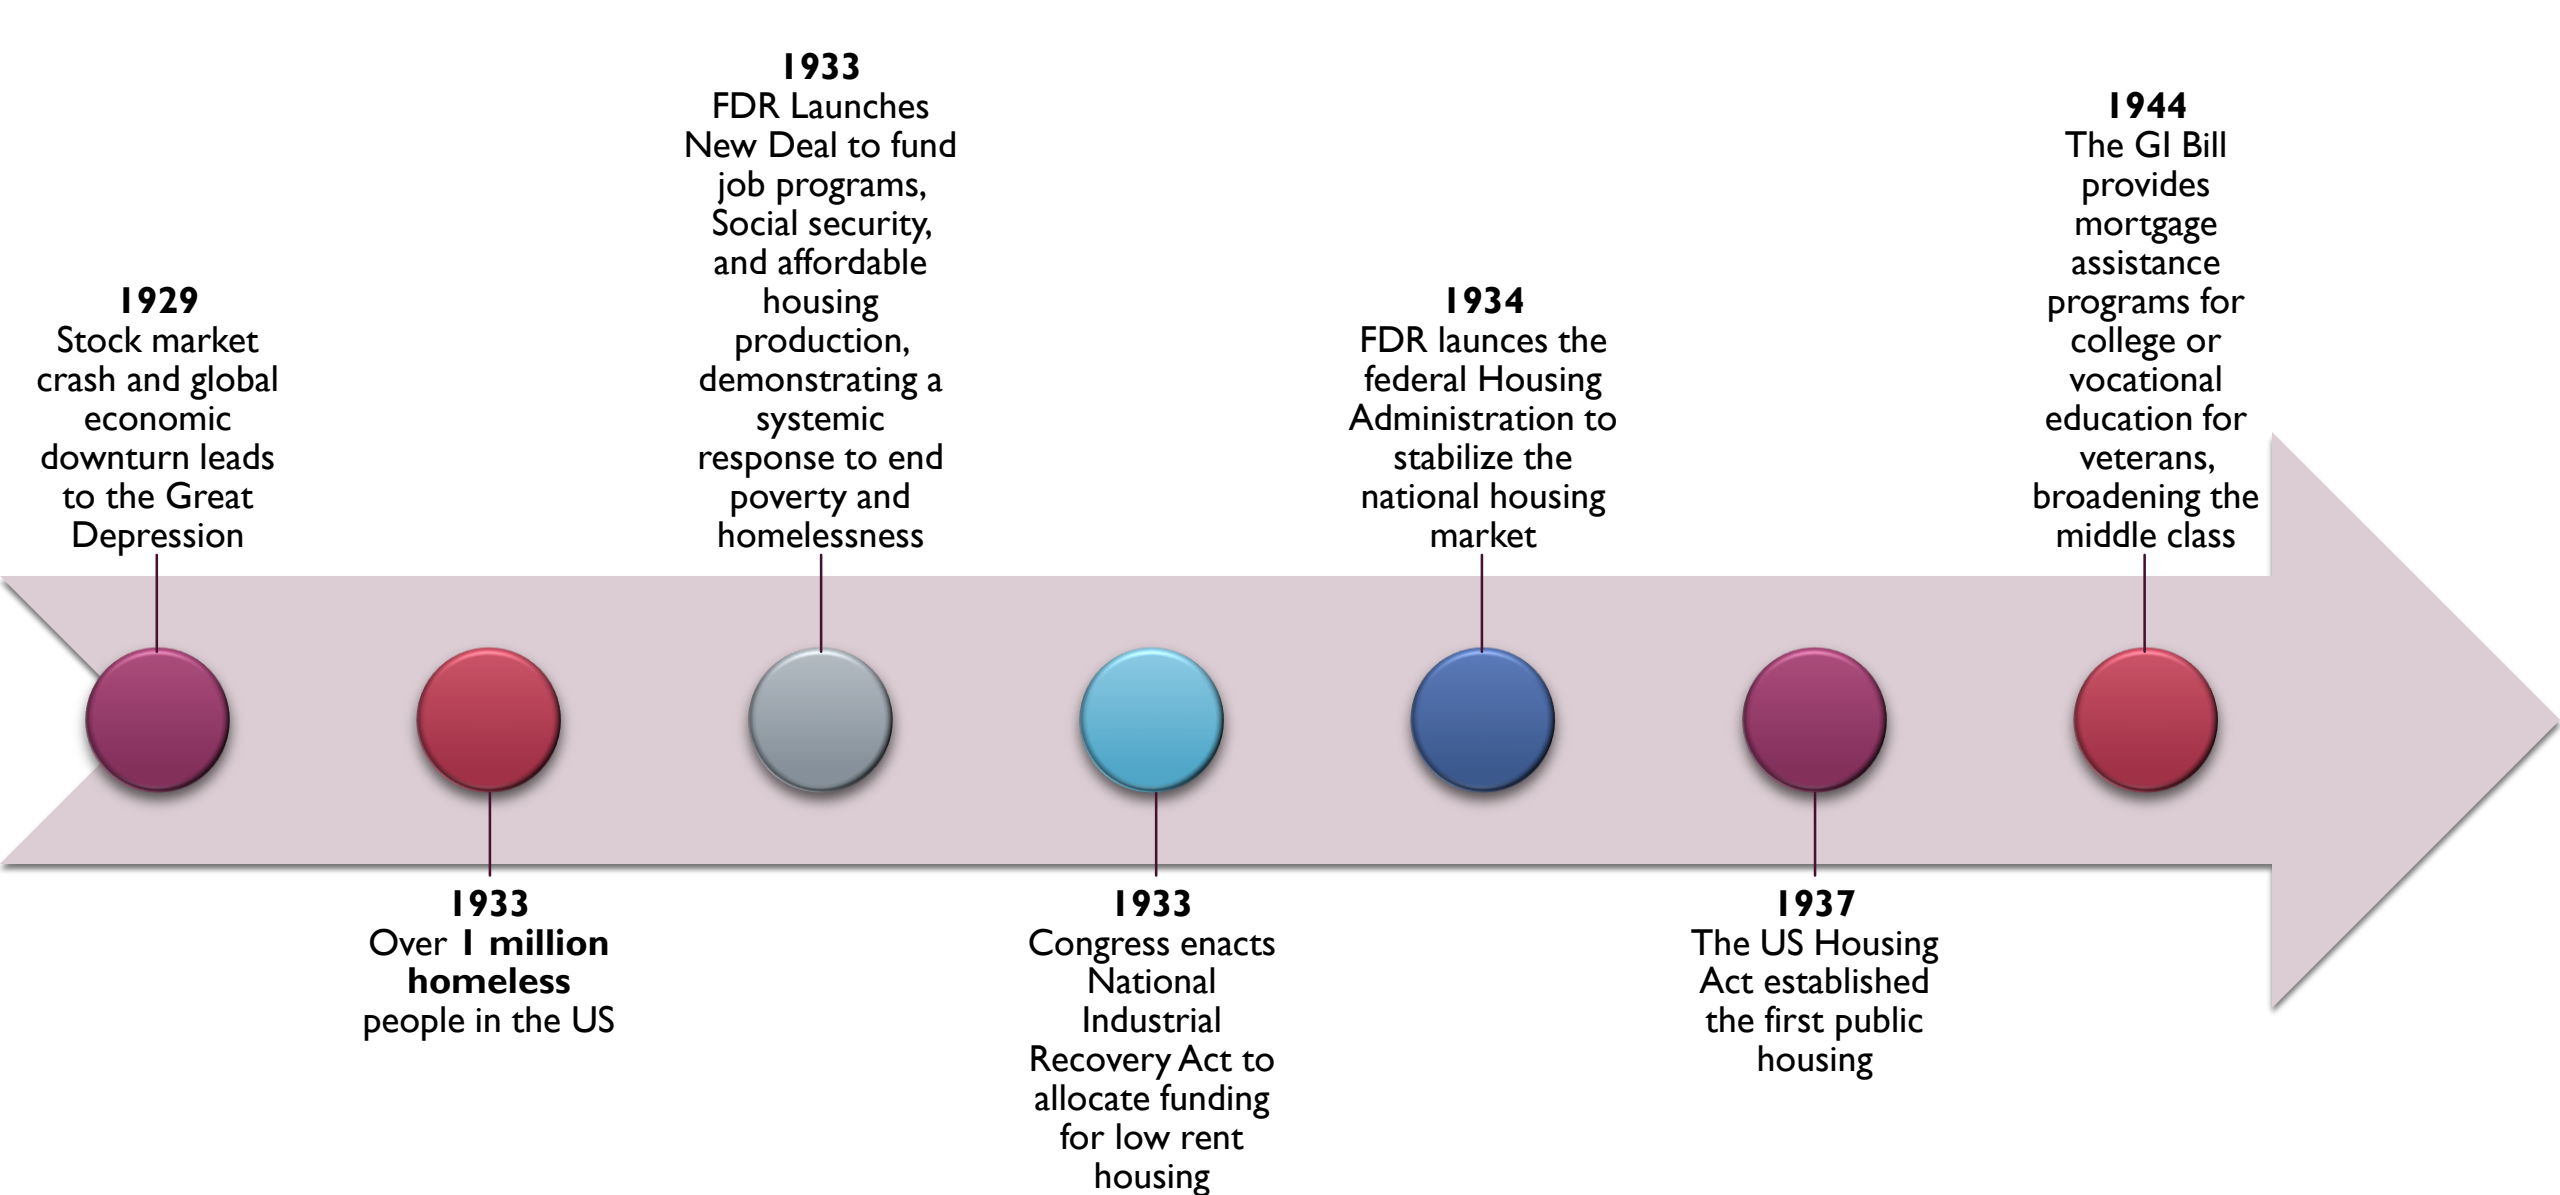 1929
Stock market
crash and global
economic
downturn leads
to the Great
Depression
1933
Over 1 million
homeless
people in the US
1933
FDR Launches
New Deal to fund
job programs,
Social security,
and affordable
housing
production,
demonstrating a
systemic
response to end
poverty and
homelessness
1933
Congress enacts
National
Industrial
Recovery Act to
allocate funding
for low rent
housing
1934
FDR launces the
federal Housing
Administration to
stabilize the
national housing
market
1937
The US Housing
Act established
the first public
housing
1944
The GI Bill
provides
mortgage
assistance
programs for
college or
vocational
education for
veterans,
broadening the
middle class